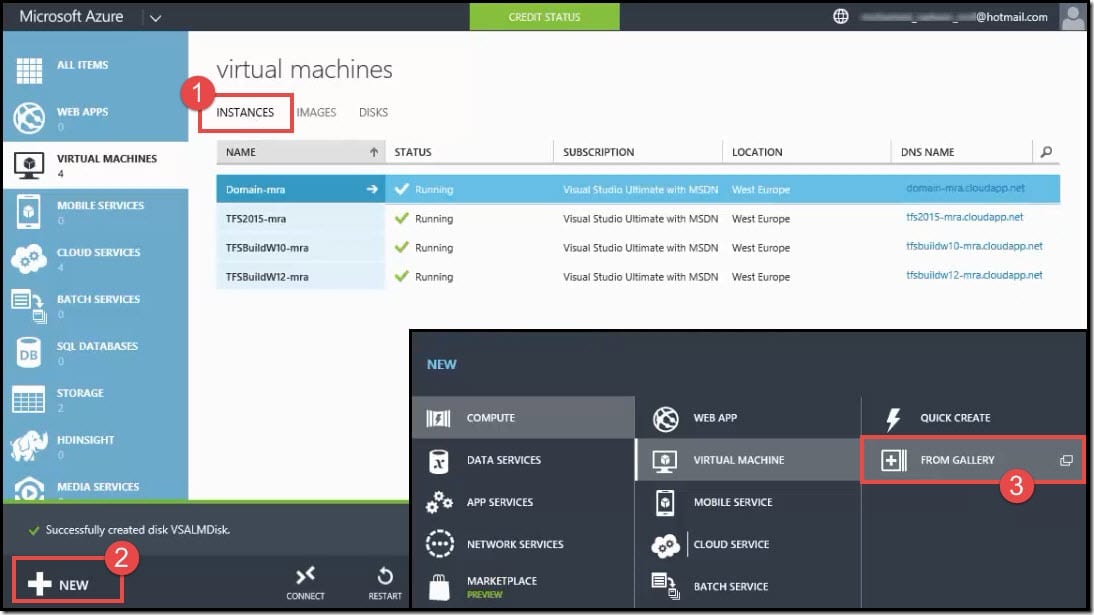 Microsoft Azure
CREDIT STATUS
@hotmail.com
ALL ITEMS
WEB APPS
0
VIRTUAL MACHINES
4
MOBILE SERVICES
0
CLOUD SERVICES
4
BATCH SERVICES
0
SQL DATABASES
0
DB
STORAGE
2
HDINSIGHT
0
MEDIA SERVICES
virtual machines
1
INSTANCES IMAGES DISKS
NAME STATUS SUBSCRIPTION LOCATION DNS NAME
Domain-mra Running Visual Studio Ultimate with MSDN West Europe domain-mra.cloudapp.net
TFS2015-mra Running Visual Studio Ultimate with MSDN West Europe tfs2015-mra.cloudapp.net
TFSBuildW10-mra Running Visual Studio Ultimate with MSDN West Europe tfsbuildw10-mra.cloudapp.net
TFSBuildW12-mra Running Visual Studio Ultimate with MSDN West Europe tfsbuildw12-mra.cloudapp.net
Successfully created disk VSALMDisk.
2
NEW
CONNECT
RESTART
NEW
COMPUTE
DATA SERVICES
APP SERVICES
NETWORK SERVICES
MARKETPLACE
PREVIEW
WEB APP
VIRTUAL MACHINE
MOBILE SERVICE
CLOUD SERVICE
BATCH SERVICE
QUICK CREATE
FROM GALLERY
3